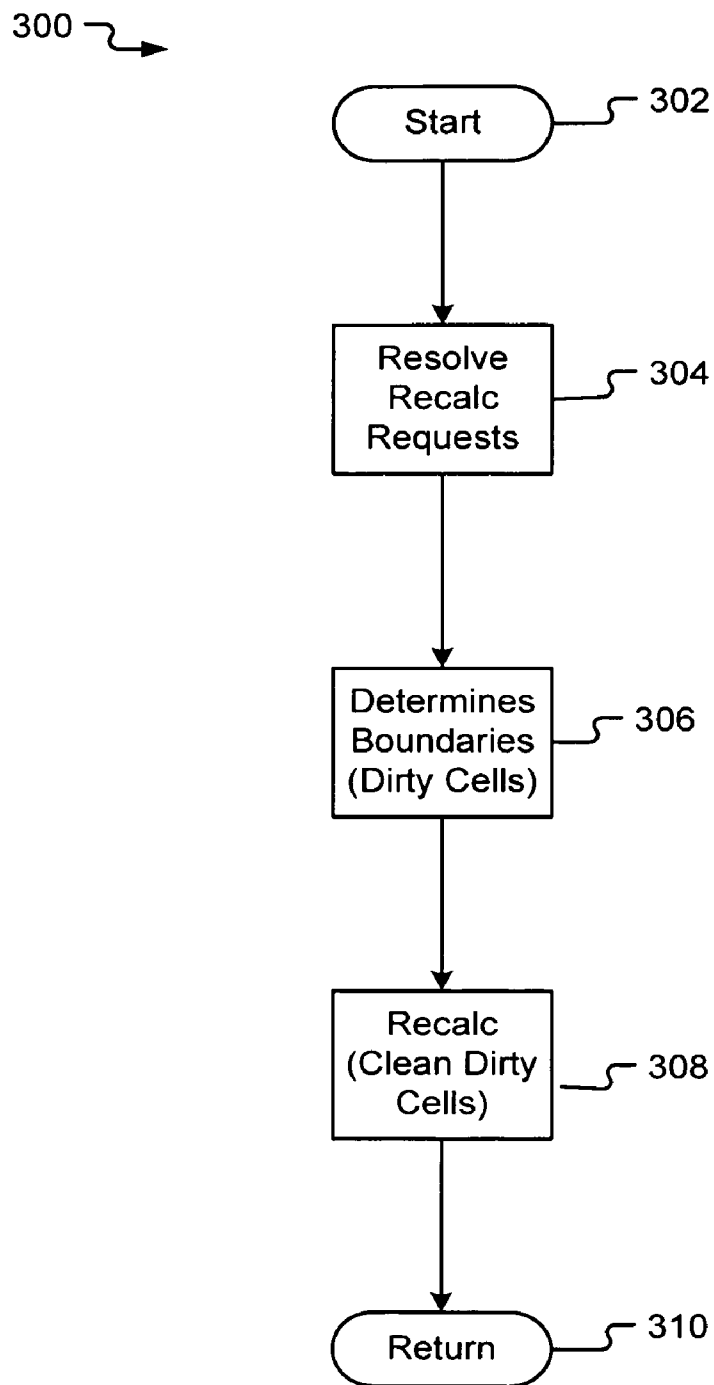 300
Start
302
Resolve
Recalc
Requests
304
Determines
Boundaries
(Dirty Cells)
306
Recalc
(Clean Dirty
Cells)
308
Return
310